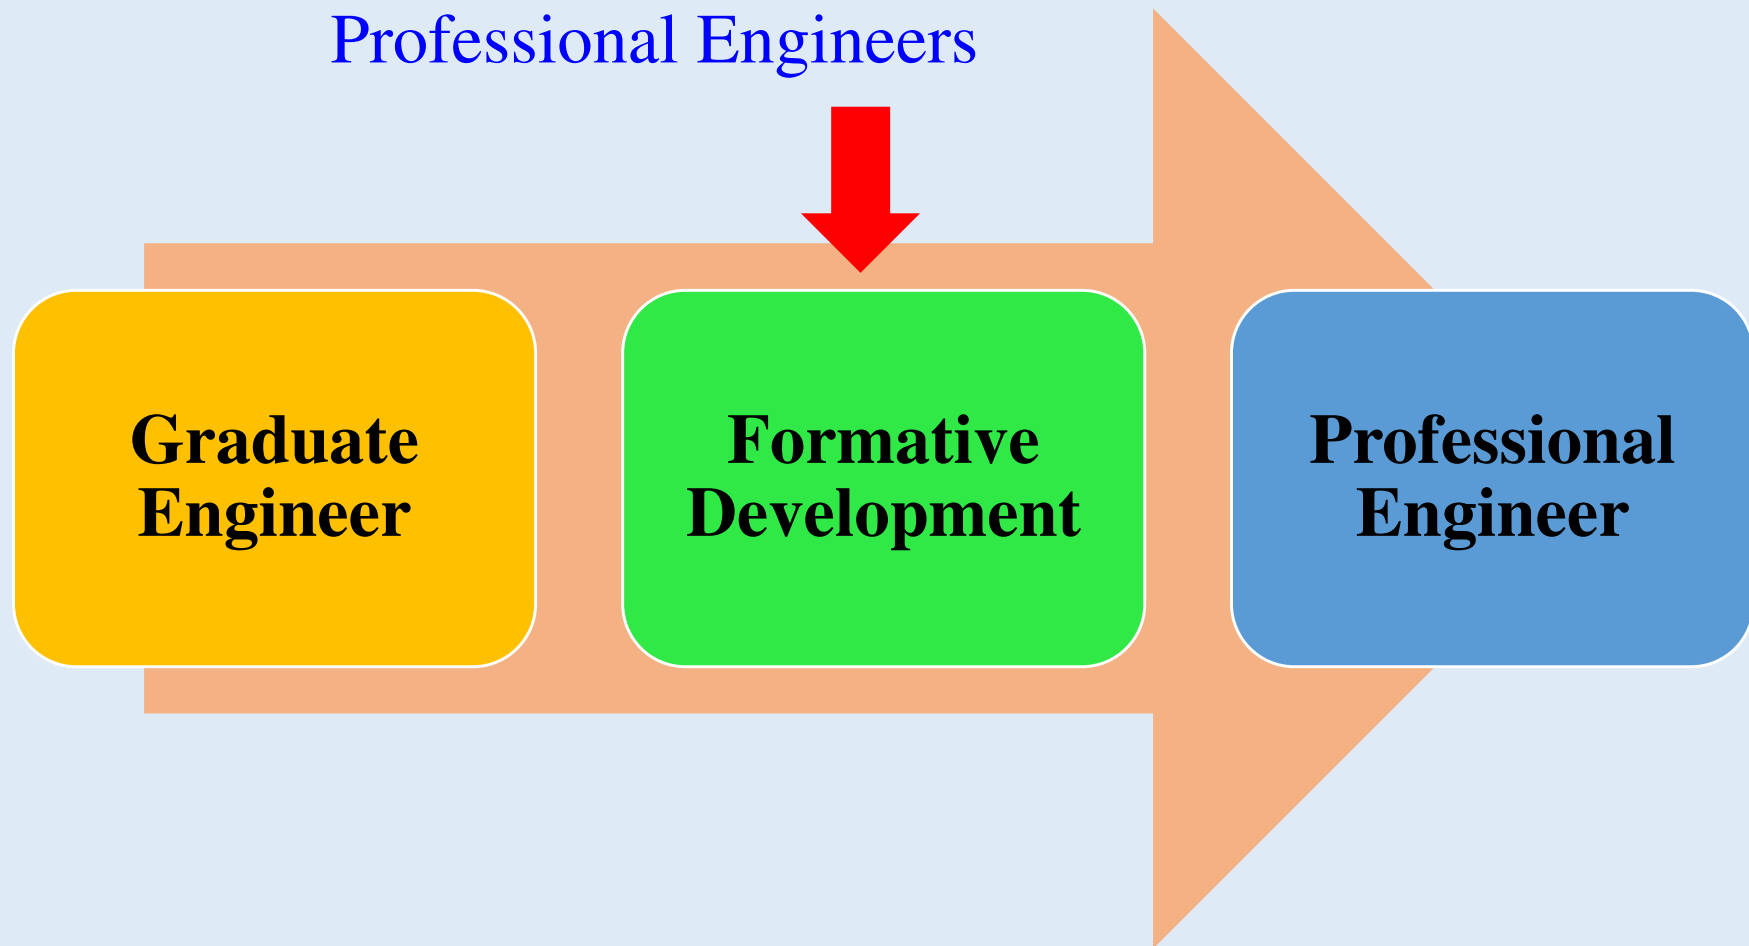 Professional Engineers
Graduate
Engineer
Formative
Development
Professional
Engineer